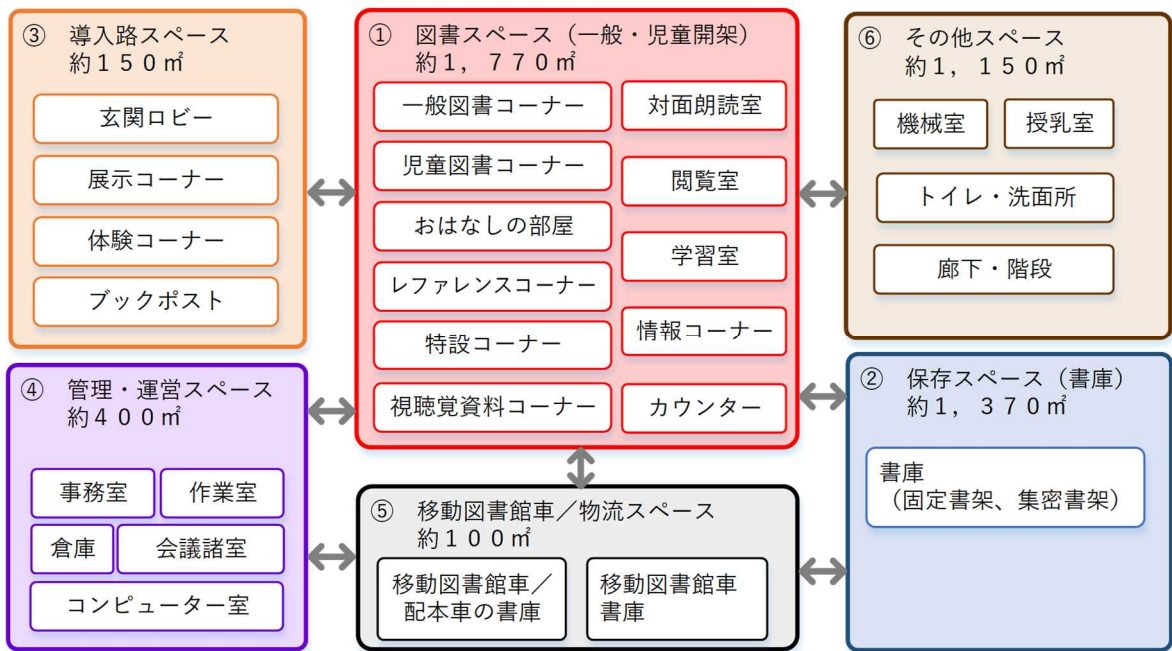 ③　導入路スペース
約１５０㎡
玄関ロビー
展示コーナー
体験コーナー
ブックポスト
①　図書スペース（一般・児童開架）
約１，７７０㎡
一般図書コーナー
児童図書コーナー
おはなしの部屋
レファレンスコーナー
特設コーナー
視聴覚資料コーナー
対面朗読室
閲覧室
学習室
情報コーナー
カウンター
⑥　その他スペース
約１，１５０㎡
機械室
授乳室
トイレ・洗面所
廊下・階段
④　管理・運営スペース
約４００㎡
事務室
作業室
倉庫
会議諸室
コンピューター室
⑤　移動図書館車／物流スペース
約１００㎡
移動図書館車／
配本車の書庫
移動図書館車
書庫
②　保存スペース（書庫）
約１，３７０㎡
書庫
（固定書架、集密書架）